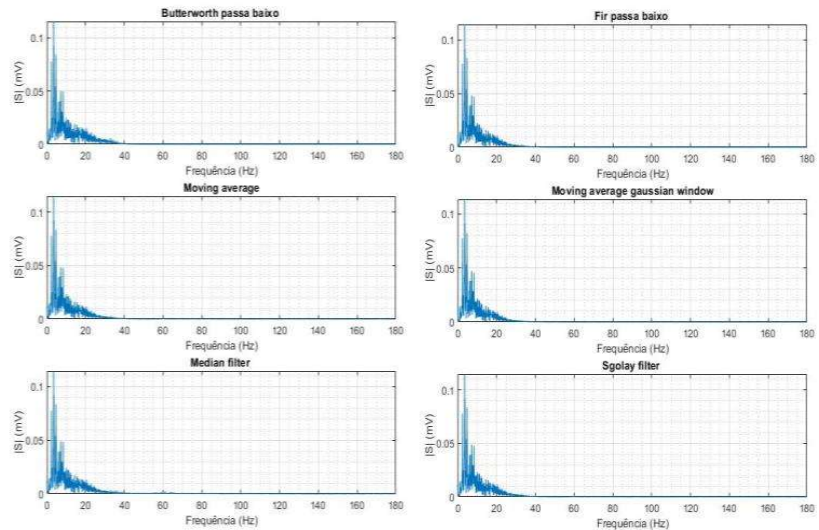 Butterworth passa baixo
|S| (mV)
0.1
0.05
0
0 20 40 60 80 100 120 140 160 180
Frequência (Hz)
Fir passa baixo
|S| (mV)
0.1
0.05
0
0 20 40 60 80 100 120 140 160 180
Frequência (Hz)
Moving average
|S| (mV)
0.1
0.05
0
0 20 40 60 80 100 120 140 160 180
Frequência (Hz)
Moving average gaussian window
|S| (mV)
0.1
0.05
0
0 20 40 60 80 100 120 140 160 180
Frequência (Hz)
Median filter
|S| (mV)
0.1
0.05
0
0 20 40 60 80 100 120 140 160 180
Frequência (Hz)
Sgolay filter
|S| (mV)
0.1
0.05
0
0 20 40 60 80 100 120 140 160 180
Frequência (Hz)